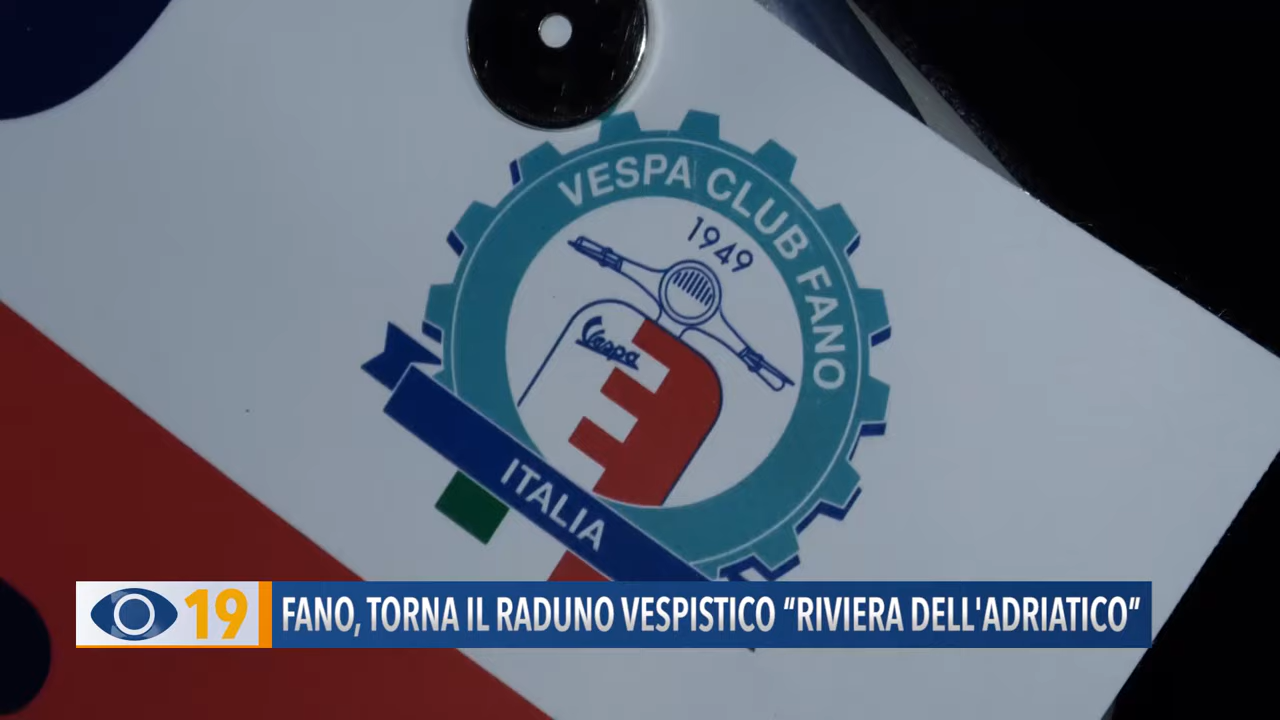 VESPA CLUB FANO
1949
Vespa
ITALIA
19 FANO, TORNA IL RADUNO VESPISTICO “RIVIERA DELL'ADRIATICO”